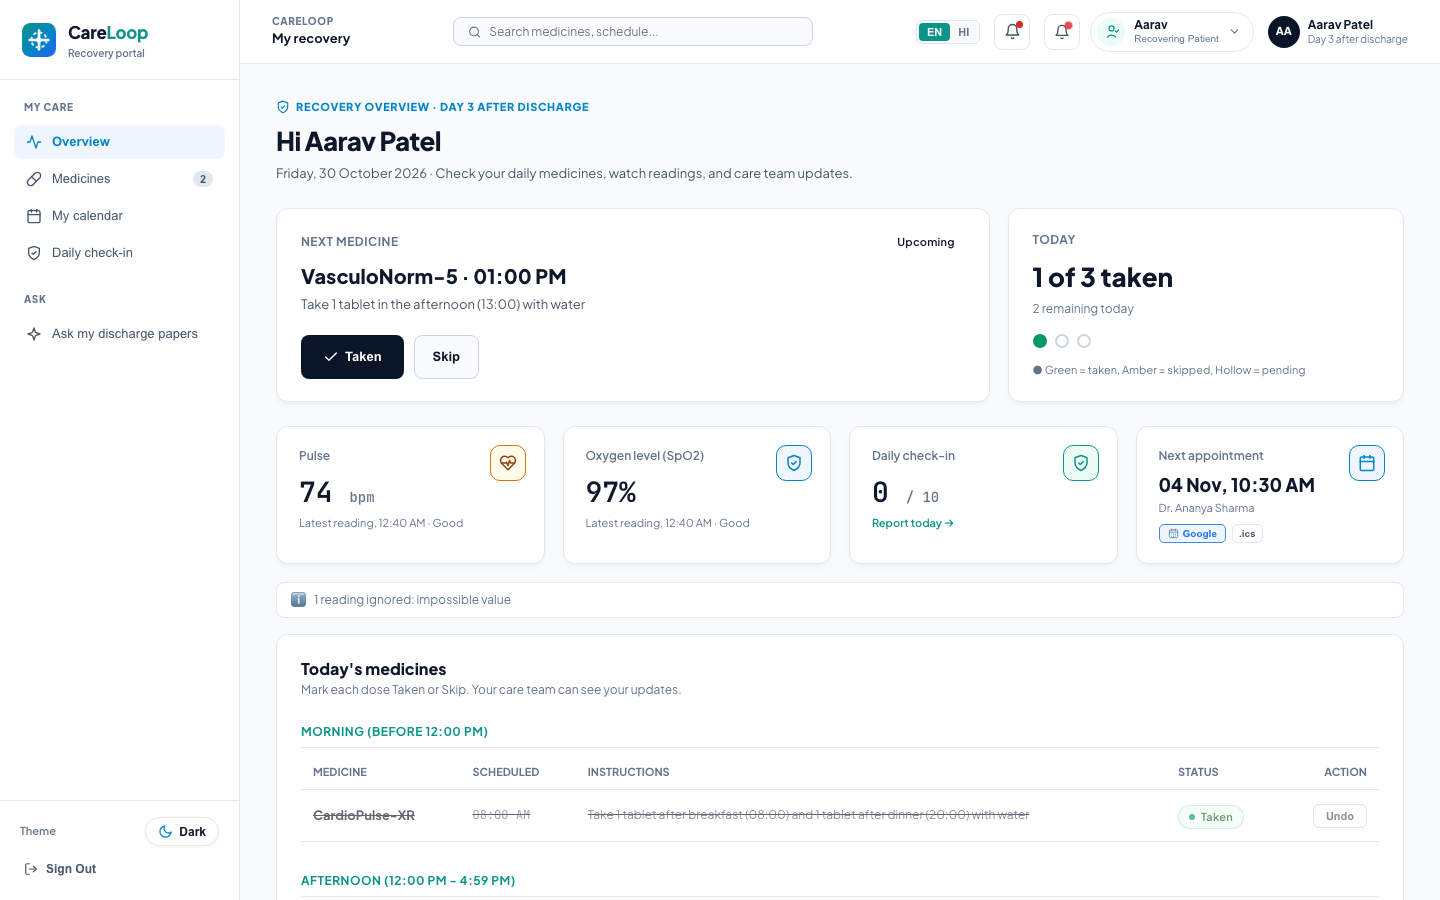 CareLoop
Recovery portal
MY CARE
Overview
Medicines 2
My calendar
Daily check-in
ASK
Ask my discharge papers
Theme Dark
Sign Out
CARELOOP
My recovery
Search medicines, schedule...
EN HI
Aarav
Recovering Patient
AA
Aarav Patel
Day 3 after discharge
RECOVERY OVERVIEW · DAY 3 AFTER DISCHARGE
Hi Aarav Patel
Friday, 30 October 2026 · Check your daily medicines, watch readings, and care team updates.
NEXT MEDICINE Upcoming
VasculoNorm-5 · 01:00 PM
Take 1 tablet in the afternoon (13:00) with water
Taken Skip
TODAY
1 of 3 taken
2 remaining today
Green = taken, Amber = skipped, Hollow = pending
Pulse
74 bpm
Latest reading, 12:40 AM · Good
Oxygen level (SpO2)
97%
Latest reading, 12:40 AM · Good
Daily check-in
0 / 10
Report today →
Next appointment
04 Nov, 10:30 AM
Dr. Ananya Sharma
Google .ics
1 reading ignored: impossible value
Today's medicines
Mark each dose Taken or Skip. Your care team can see your updates.
MORNING (BEFORE 12:00 PM)
MEDICINE SCHEDULED INSTRUCTIONS STATUS ACTION
CardioPulse-XR 08:00 AM Take 1 tablet after breakfast (08:00) and 1 tablet after dinner (20:00) with water Taken Undo
AFTERNOON (12:00 PM – 4:59 PM)